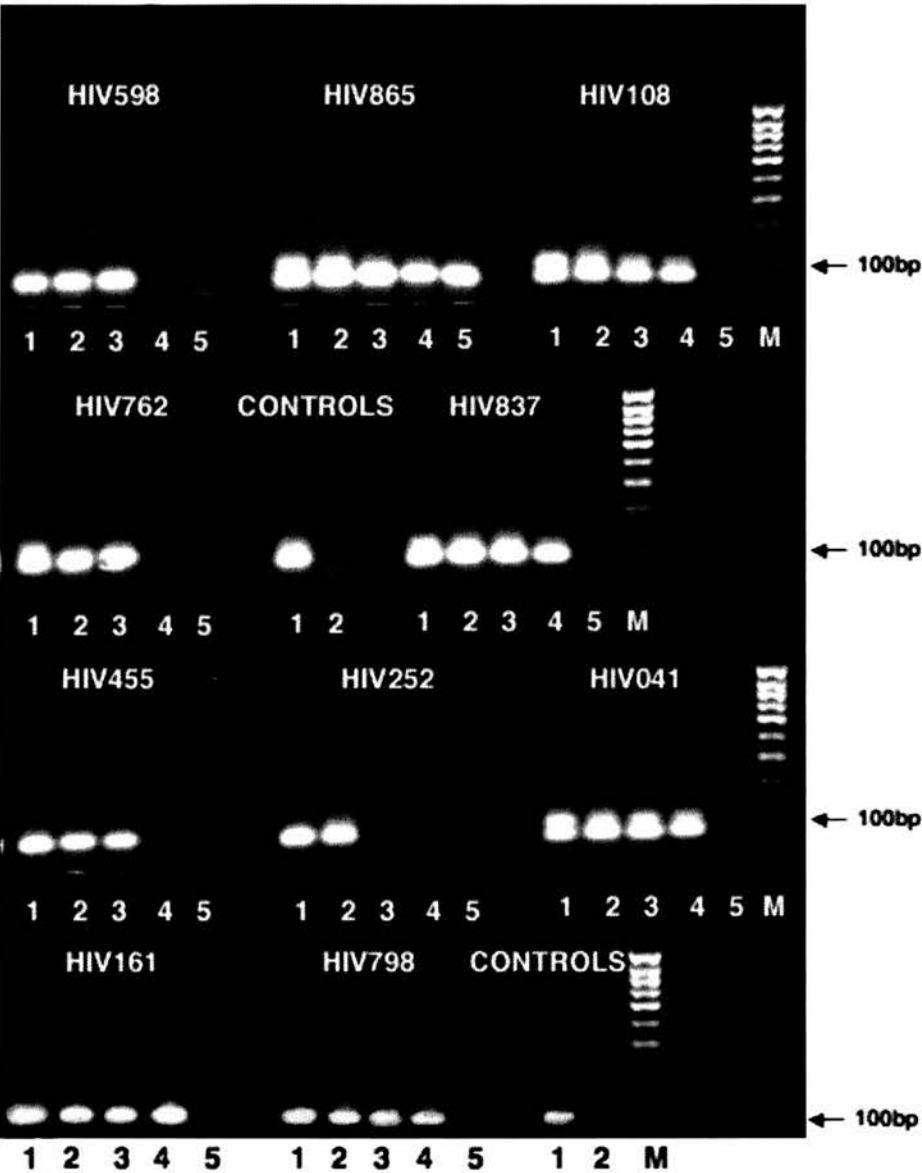 HIV598 HIV865 HIV108
← 100bp
1 2 3 4 5 1 2 3 4 5 1 2 3 4 5 M
HIV762 CONTROLS HIV837
← 100bp
1 2 3 4 5 1 2 1 2 3 4 5 M
HIV455 HIV252 HIV041
← 100bp
1 2 3 4 5 1 2 3 4 5 1 2 3 4 5 M
HIV161 HIV798 CONTROLS
← 100bp
1 2 3 4 5 1 2 3 4 5 1 2 M